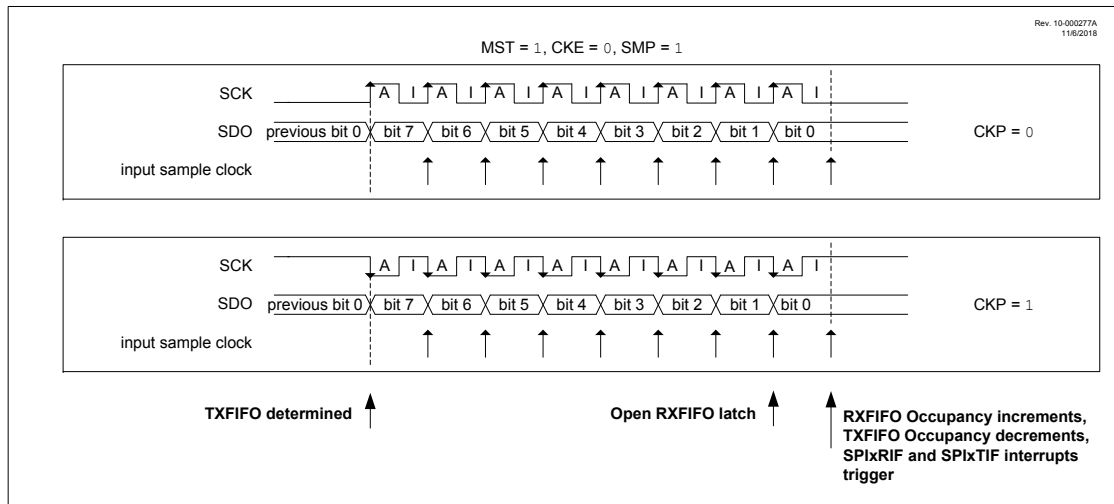 Rev. 10-000277A
11/6/2018
MST = 1, CKE = 0, SMP = 1
SCK A I A I A I A I A I A I A I A I
SDO previous bit 0 bit 7 bit 6 bit 5 bit 4 bit 3 bit 2 bit 1 bit 0 CKP = 0
input sample clock
SCK A I A I A I A I A I A I A I A I
SDO previous bit 0 bit 7 bit 6 bit 5 bit 4 bit 3 bit 2 bit 1 bit 0 CKP = 1
input sample clock
TXFIFO determined Open RXFIFO latch RXFIFO Occupancy increments,
TXFIFO Occupancy decrements,
SPIxRIF and SPIxTIF interrupts
trigger